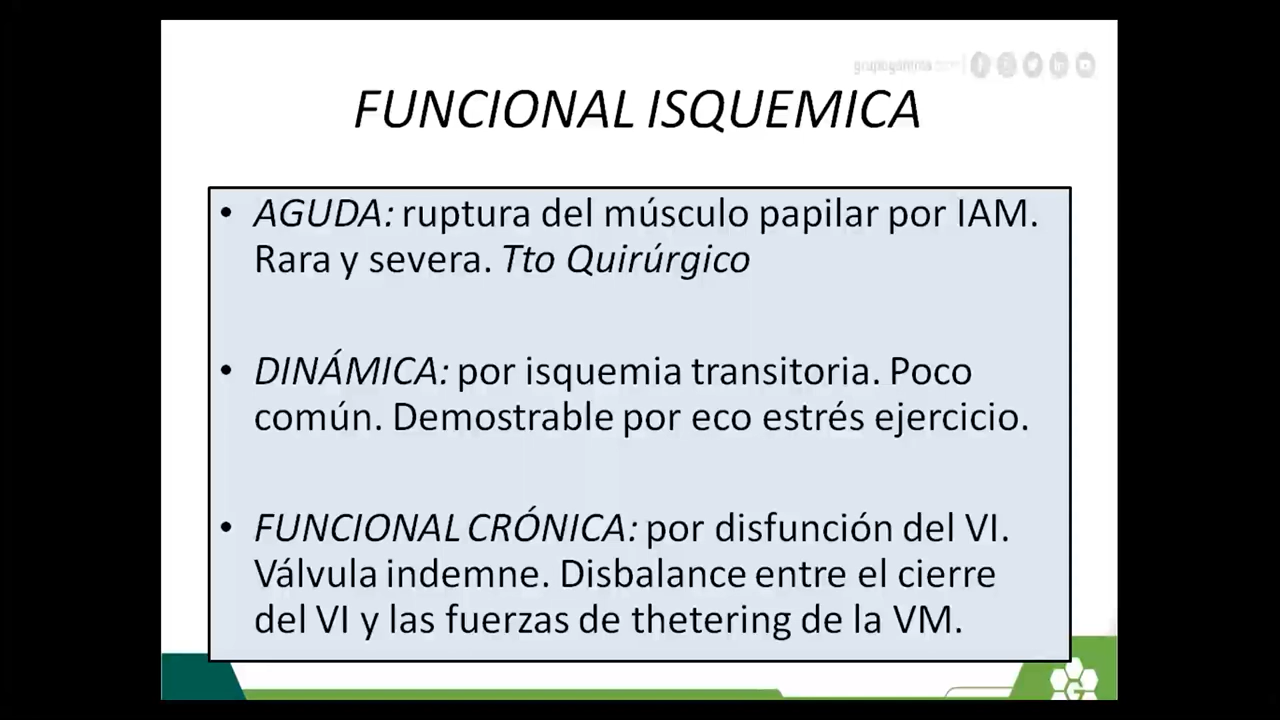 FUNCIONAL ISQUEMICA
• AGUDA: ruptura del músculo papilar por IAM.
Rara y severa. Tto Quirúrgico
• DINÁMICA: por isquemia transitoria. Poco
común. Demostrable por eco estrés ejercicio.
• FUNCIONAL CRÓNICA: por disfunción del VI.
Válvula indemne. Disbalance entre el cierre
del VI y las fuerzas de thetering de la VM.